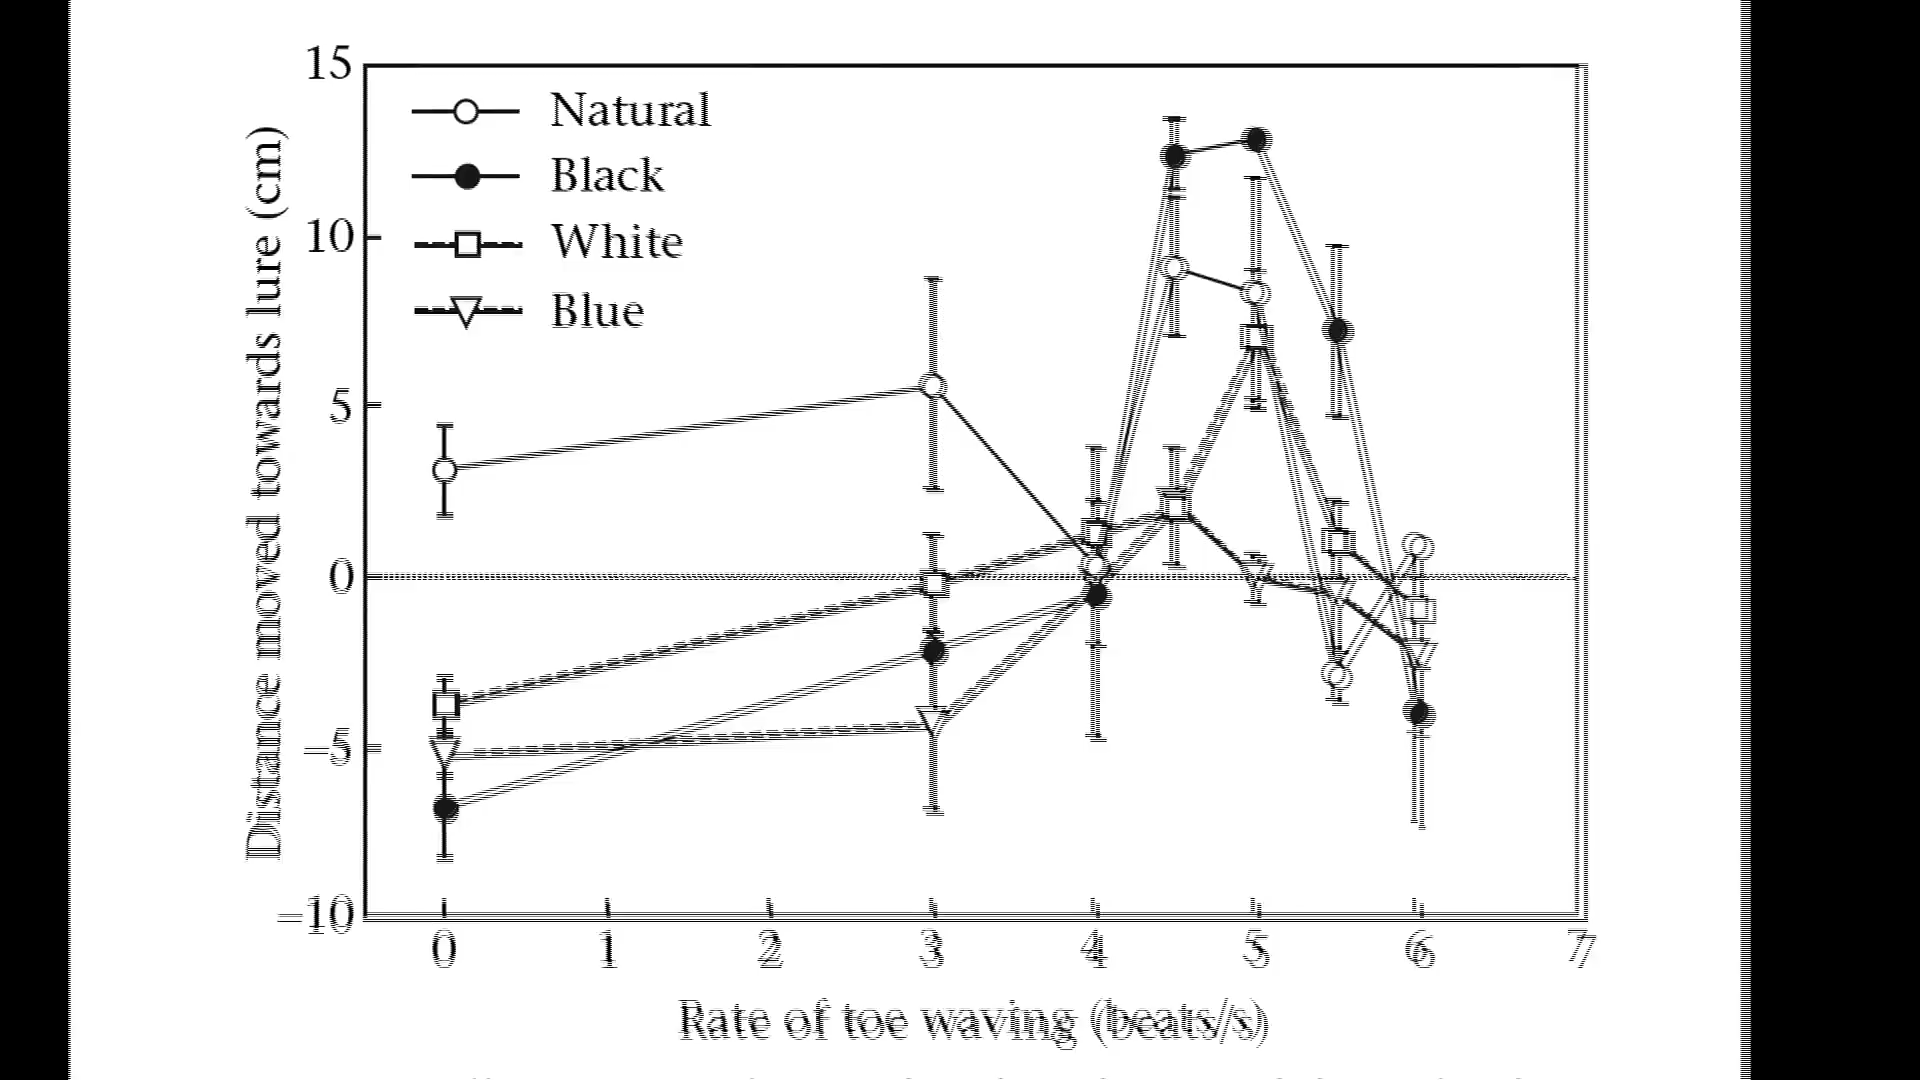 15
10
5
0
–5
–10
Distance moved towards lure (cm)
Natural
Black
White
Blue
0 1 2 3 4 5 6 7
Rate of toe waving (beats/s)